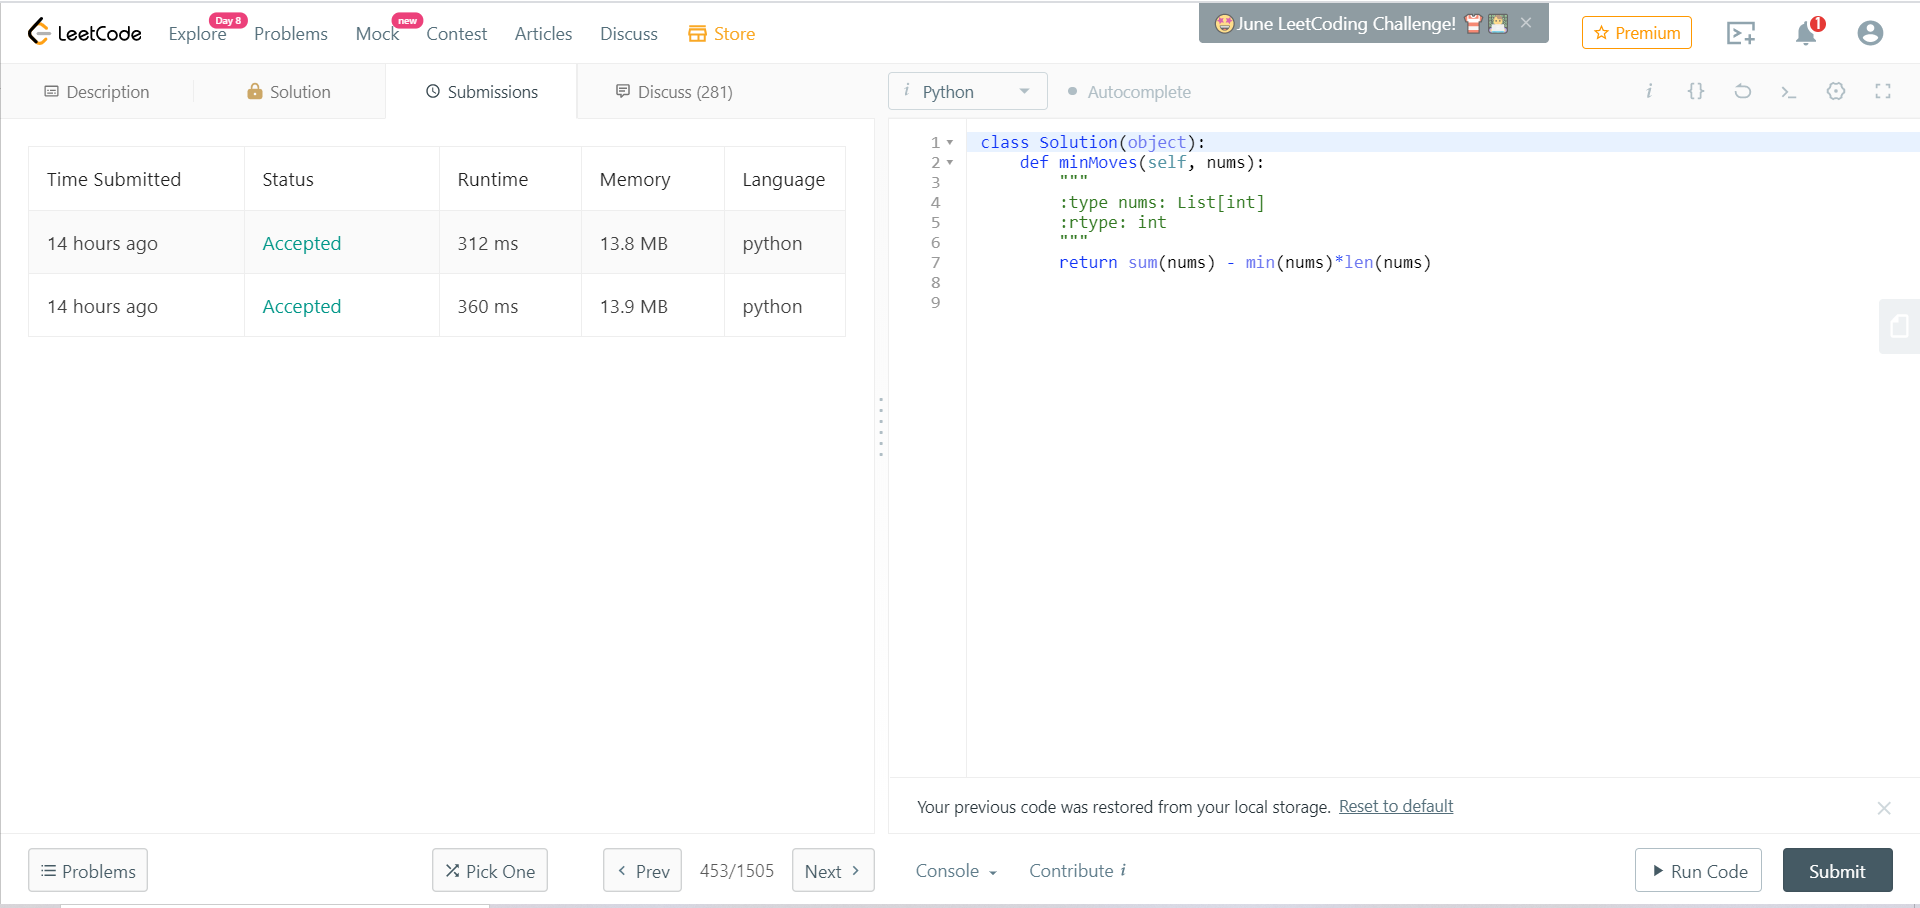 LeetCode Explore Day 8 Problems Mock new Contest Articles Discuss Store June LeetCoding Challenge! Premium 1
Description Solution Submissions Discuss (281)
i Python Autocomplete i {}
Time Submitted Status Runtime Memory Language
14 hours ago Accepted 312 ms 13.8 MB python
14 hours ago Accepted 360 ms 13.9 MB python
1 class Solution(object):
2 def minMoves(self, nums):
3 """
4 :type nums: List[int]
5 :rtype: int
6 """
7 return sum(nums) - min(nums)*len(nums)
8
9
Your previous code was restored from your local storage. Reset to default
Problems Pick One Prev 453/1505 Next Console Contribute i Run Code Submit